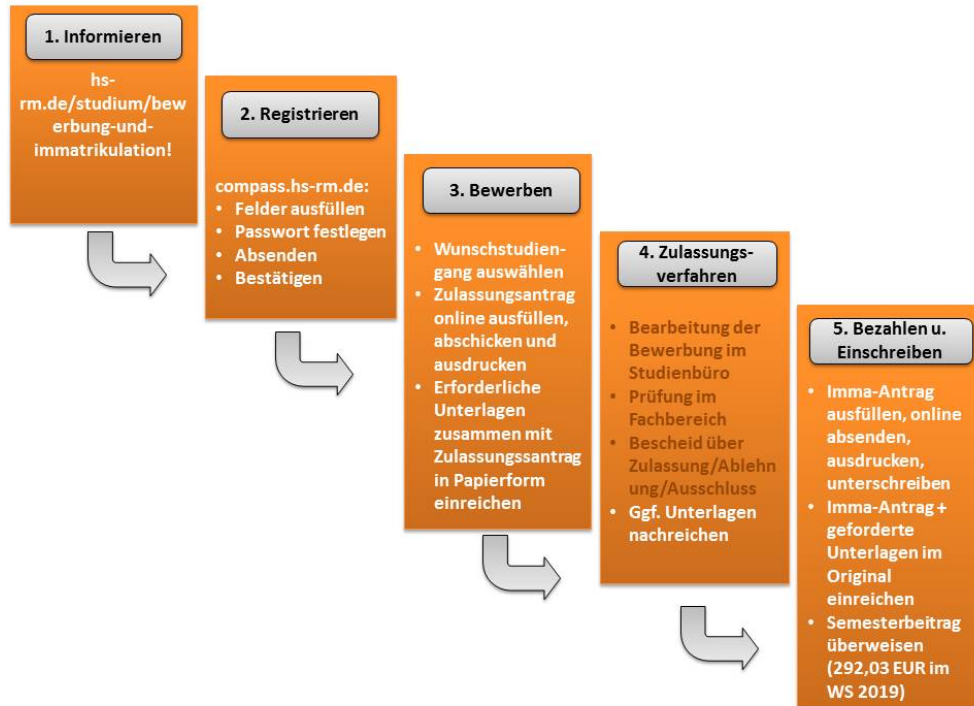 1. Informieren
hs-
rm.de/studium/bew
erbung-und-
immatrikulation!
2. Registrieren
compass.hs-rm.de:
• Felder ausfüllen
• Passwort festlegen
• Absenden
• Bestätigen
3. Bewerben
• Wunschstudien-
gang auswählen
• Zulassungsantrag
online ausfüllen,
abschicken und
ausdrucken
• Erforderliche
Unterlagen
zusammen mit
Zulassungssantrag
in Papierform
einreichen
4. Zulassungs-
verfahren
• Bearbeitung der
Bewerbung im
Studienbüro
• Prüfung im
Fachbereich
• Bescheid über
Zulassung/Ablehn
ung/Ausschluss
• Ggf. Unterlagen
nachreichen
5. Bezahlen u.
Einschreiben
• Imma-Antrag
ausfüllen, online
absenden,
ausdrucken,
unterschreiben
• Imma-Antrag +
geforderte
Unterlagen im
Original
einreichen
• Semesterbeitrag
überweisen
(292,03 EUR im
WS 2019)